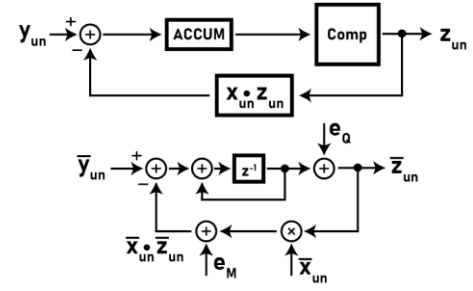 y_un + − + ACCUM Comp z_un
x_un • z_un
e_Q
ȳ_un + − + + z⁻¹ + z̄_un
x̄_un • z̄_un + ×
e_M x̄_un